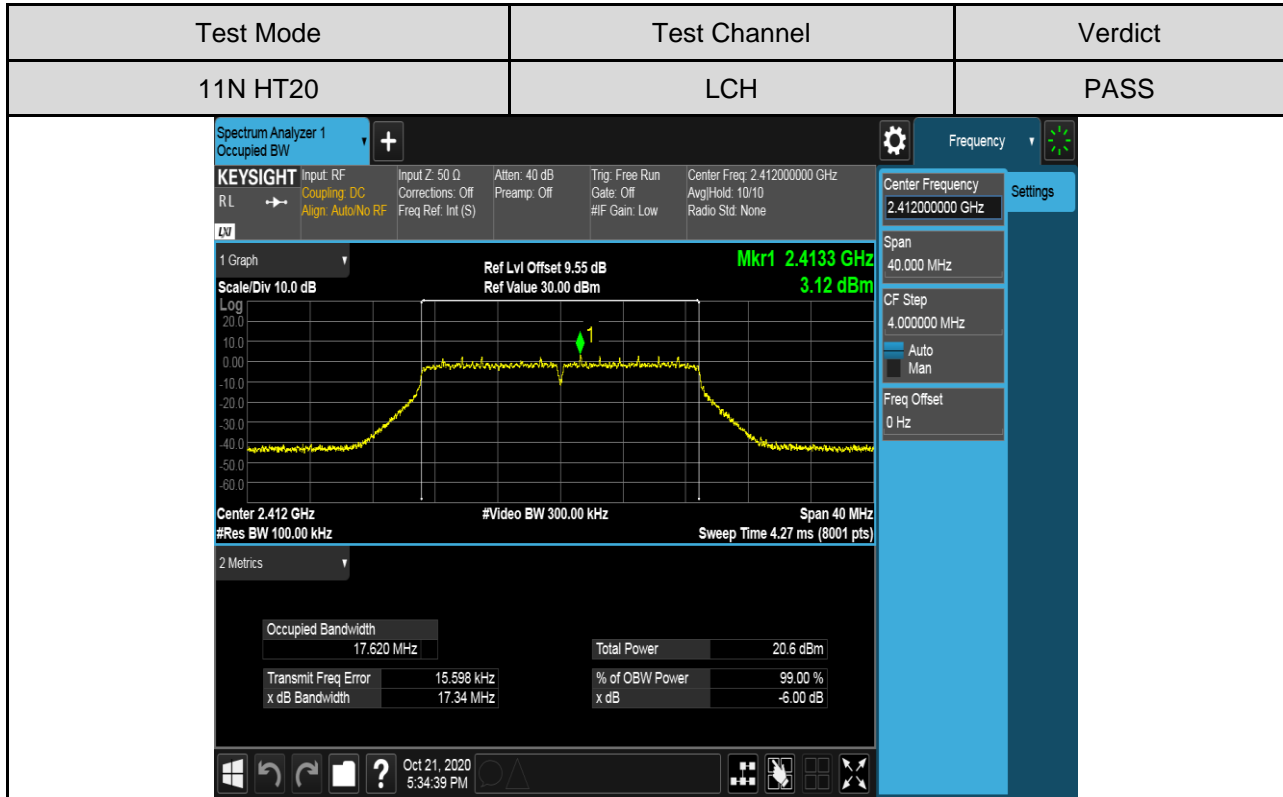 Test Mode Test Channel Verdict
11N HT20 LCH PASS
Spectrum Analyzer 1
Occupied BW
+
Frequency
KEYSIGHT Input: RF Input Z: 50 Ω Atten: 40 dB Trig: Free Run Center Freq: 2.412000000 GHz
Coupling: DC Corrections: Off Preamp: Off Gate: Off Avg|Hold: 10/10
RL Align: Auto/No RF Freq Ref: Int (S) #IF Gain: Low Radio Std: None
LXI
Center Frequency Settings
2.412000000 GHz
Span
40.000 MHz
CF Step
4.000000 MHz
Auto
Man
Freq Offset
0 Hz
1 Graph Ref Lvl Offset 9.55 dB Mkr1 2.4133 GHz
Scale/Div 10.0 dB Ref Value 30.00 dBm 3.12 dBm
Log
20.0
10.0 1
0.00
-10.0
-20.0
-30.0
-40.0
-50.0
-60.0
Center 2.412 GHz #Video BW 300.00 kHz Span 40 MHz
#Res BW 100.00 kHz Sweep Time 4.27 ms (8001 pts)
2 Metrics
Occupied Bandwidth
17.620 MHz Total Power 20.6 dBm
Transmit Freq Error 15.598 kHz % of OBW Power 99.00 %
x dB Bandwidth 17.34 MHz x dB -6.00 dB
? Oct 21, 2020
5:34:39 PM